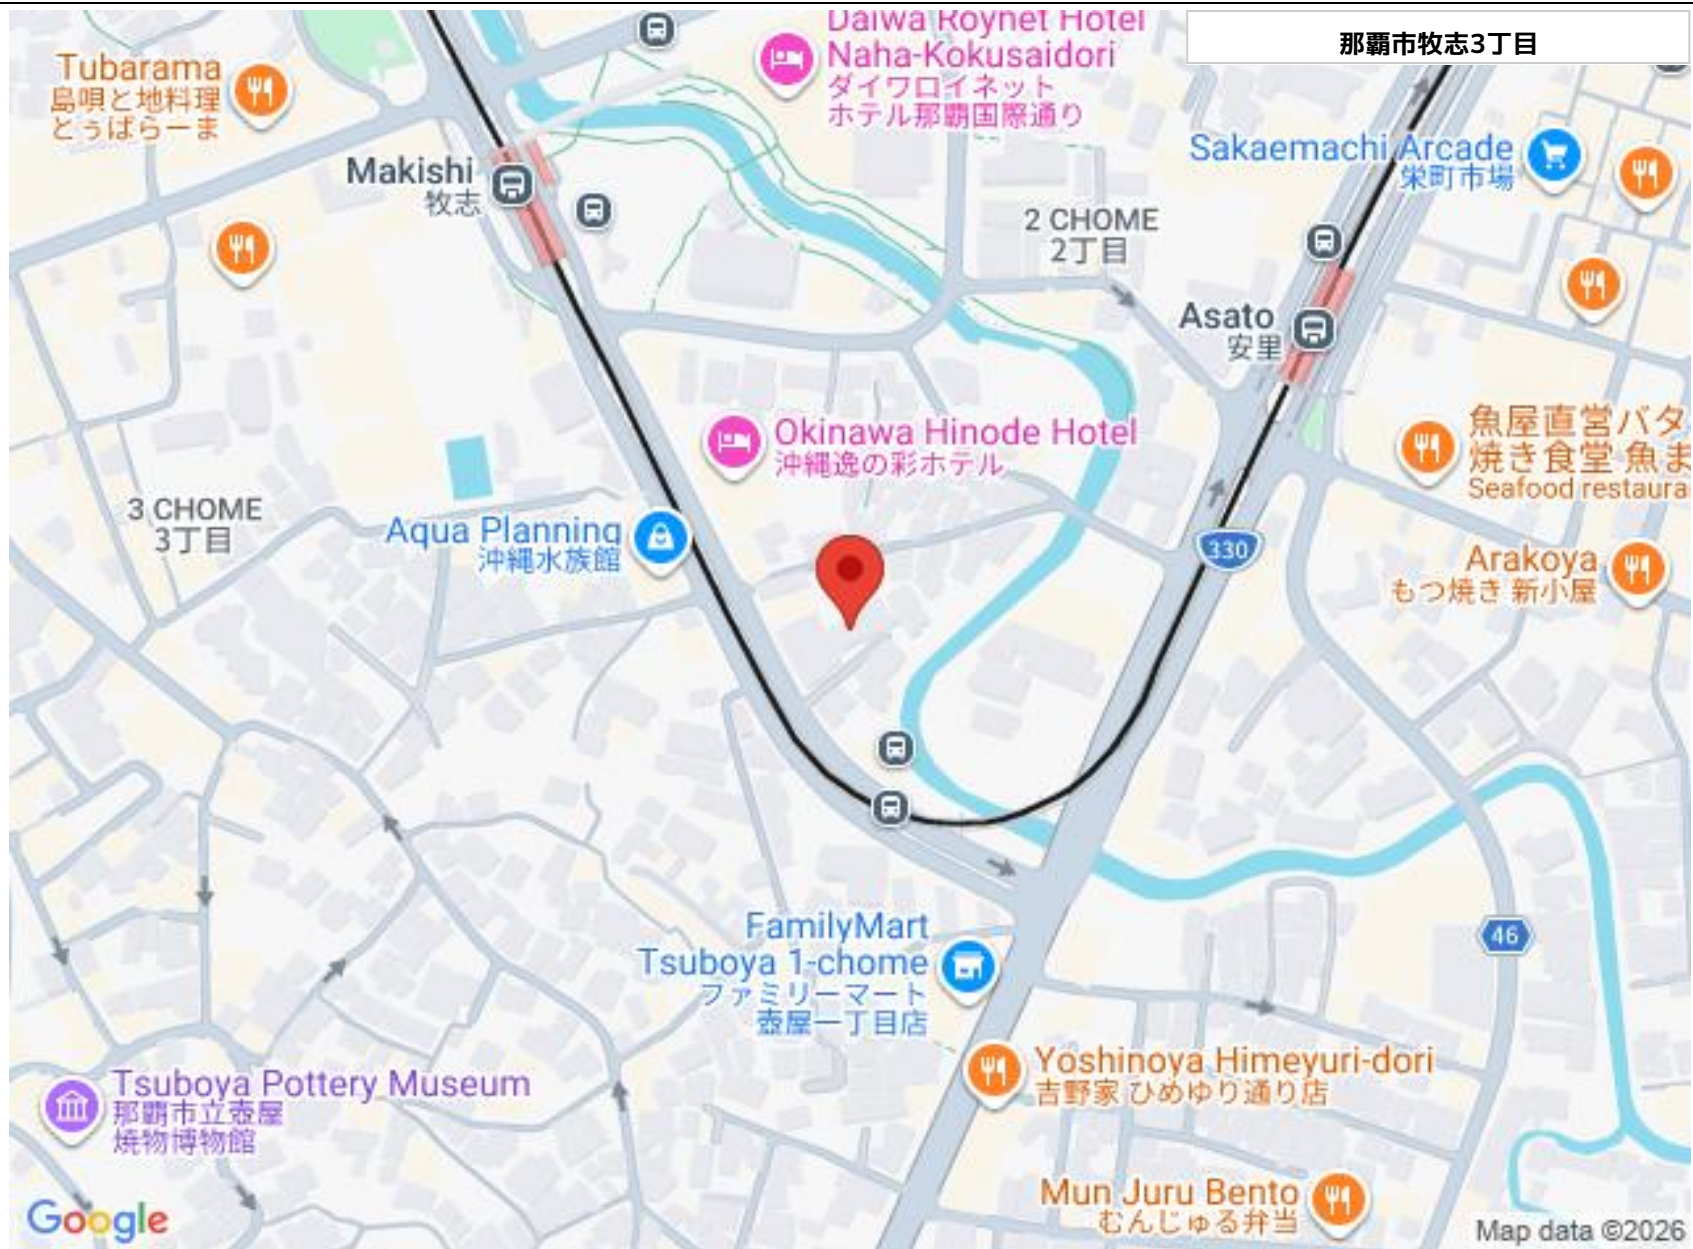 Daiwa Roynet Hotel
Naha-Kokusaidori
ダイワロイネット
ホテル那覇国際通り
那覇市牧志3丁目
Tubarama
島唄と地料理
とぅばらーま
Makishi
牧志
Sakaemachi Arcade
栄町市場
2 CHOME
2丁目
Asato
安里
Okinawa Hinode Hotel
沖縄逸の彩ホテル
魚屋直営バタ
焼き食堂 魚ま
Seafood restaura
3 CHOME
3丁目
Aqua Planning
沖縄水族館
330
Arakoya
もつ焼き 新小屋
FamilyMart
Tsuboya 1-chome
ファミリーマート
壺屋一丁目店
46
Yoshinoya Himeyuri-dori
吉野家 ひめゆり通り店
Tsuboya Pottery Museum
那覇市立壺屋
焼物博物館
Mun Juru Bento
むんじゅる弁当
Google
Map data ©2026